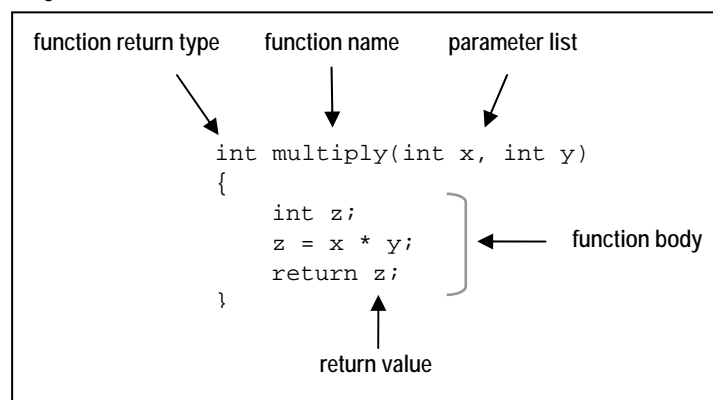 function return type function name parameter list
int multiply(int x, int y)
{
int z;
z = x * y;
return z;
function body
}
return value